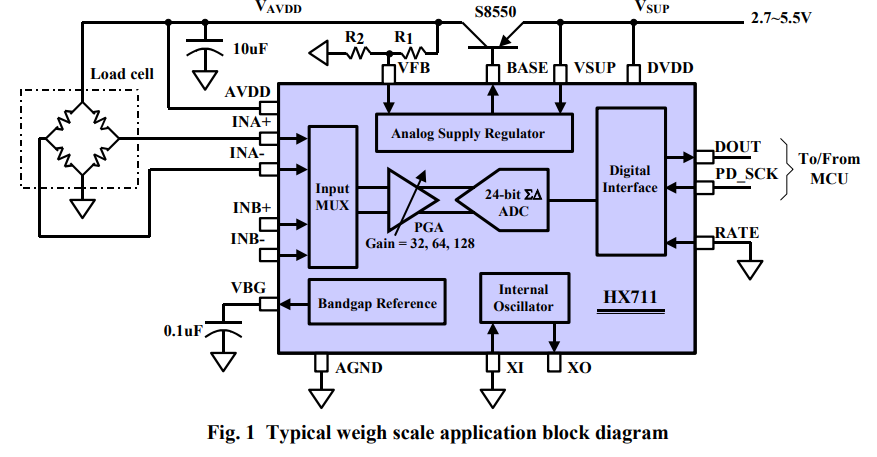 V_AVDD
S8550
V_SUP
2.7~5.5V
10uF
R2
R1
Load cell
VFB
BASE
VSUP
DVDD
AVDD
INA+
INA-
INB+
INB-
VBG
0.1uF
Analog Supply Regulator
Input
MUX
PGA
Gain = 32, 64, 128
24-bit ΣΔ
ADC
Digital
Interface
DOUT
PD_SCK
RATE
To/From
MCU
Bandgap Reference
Internal
Oscillator
HX711
AGND
XI
XO
Fig. 1 Typical weigh scale application block diagram